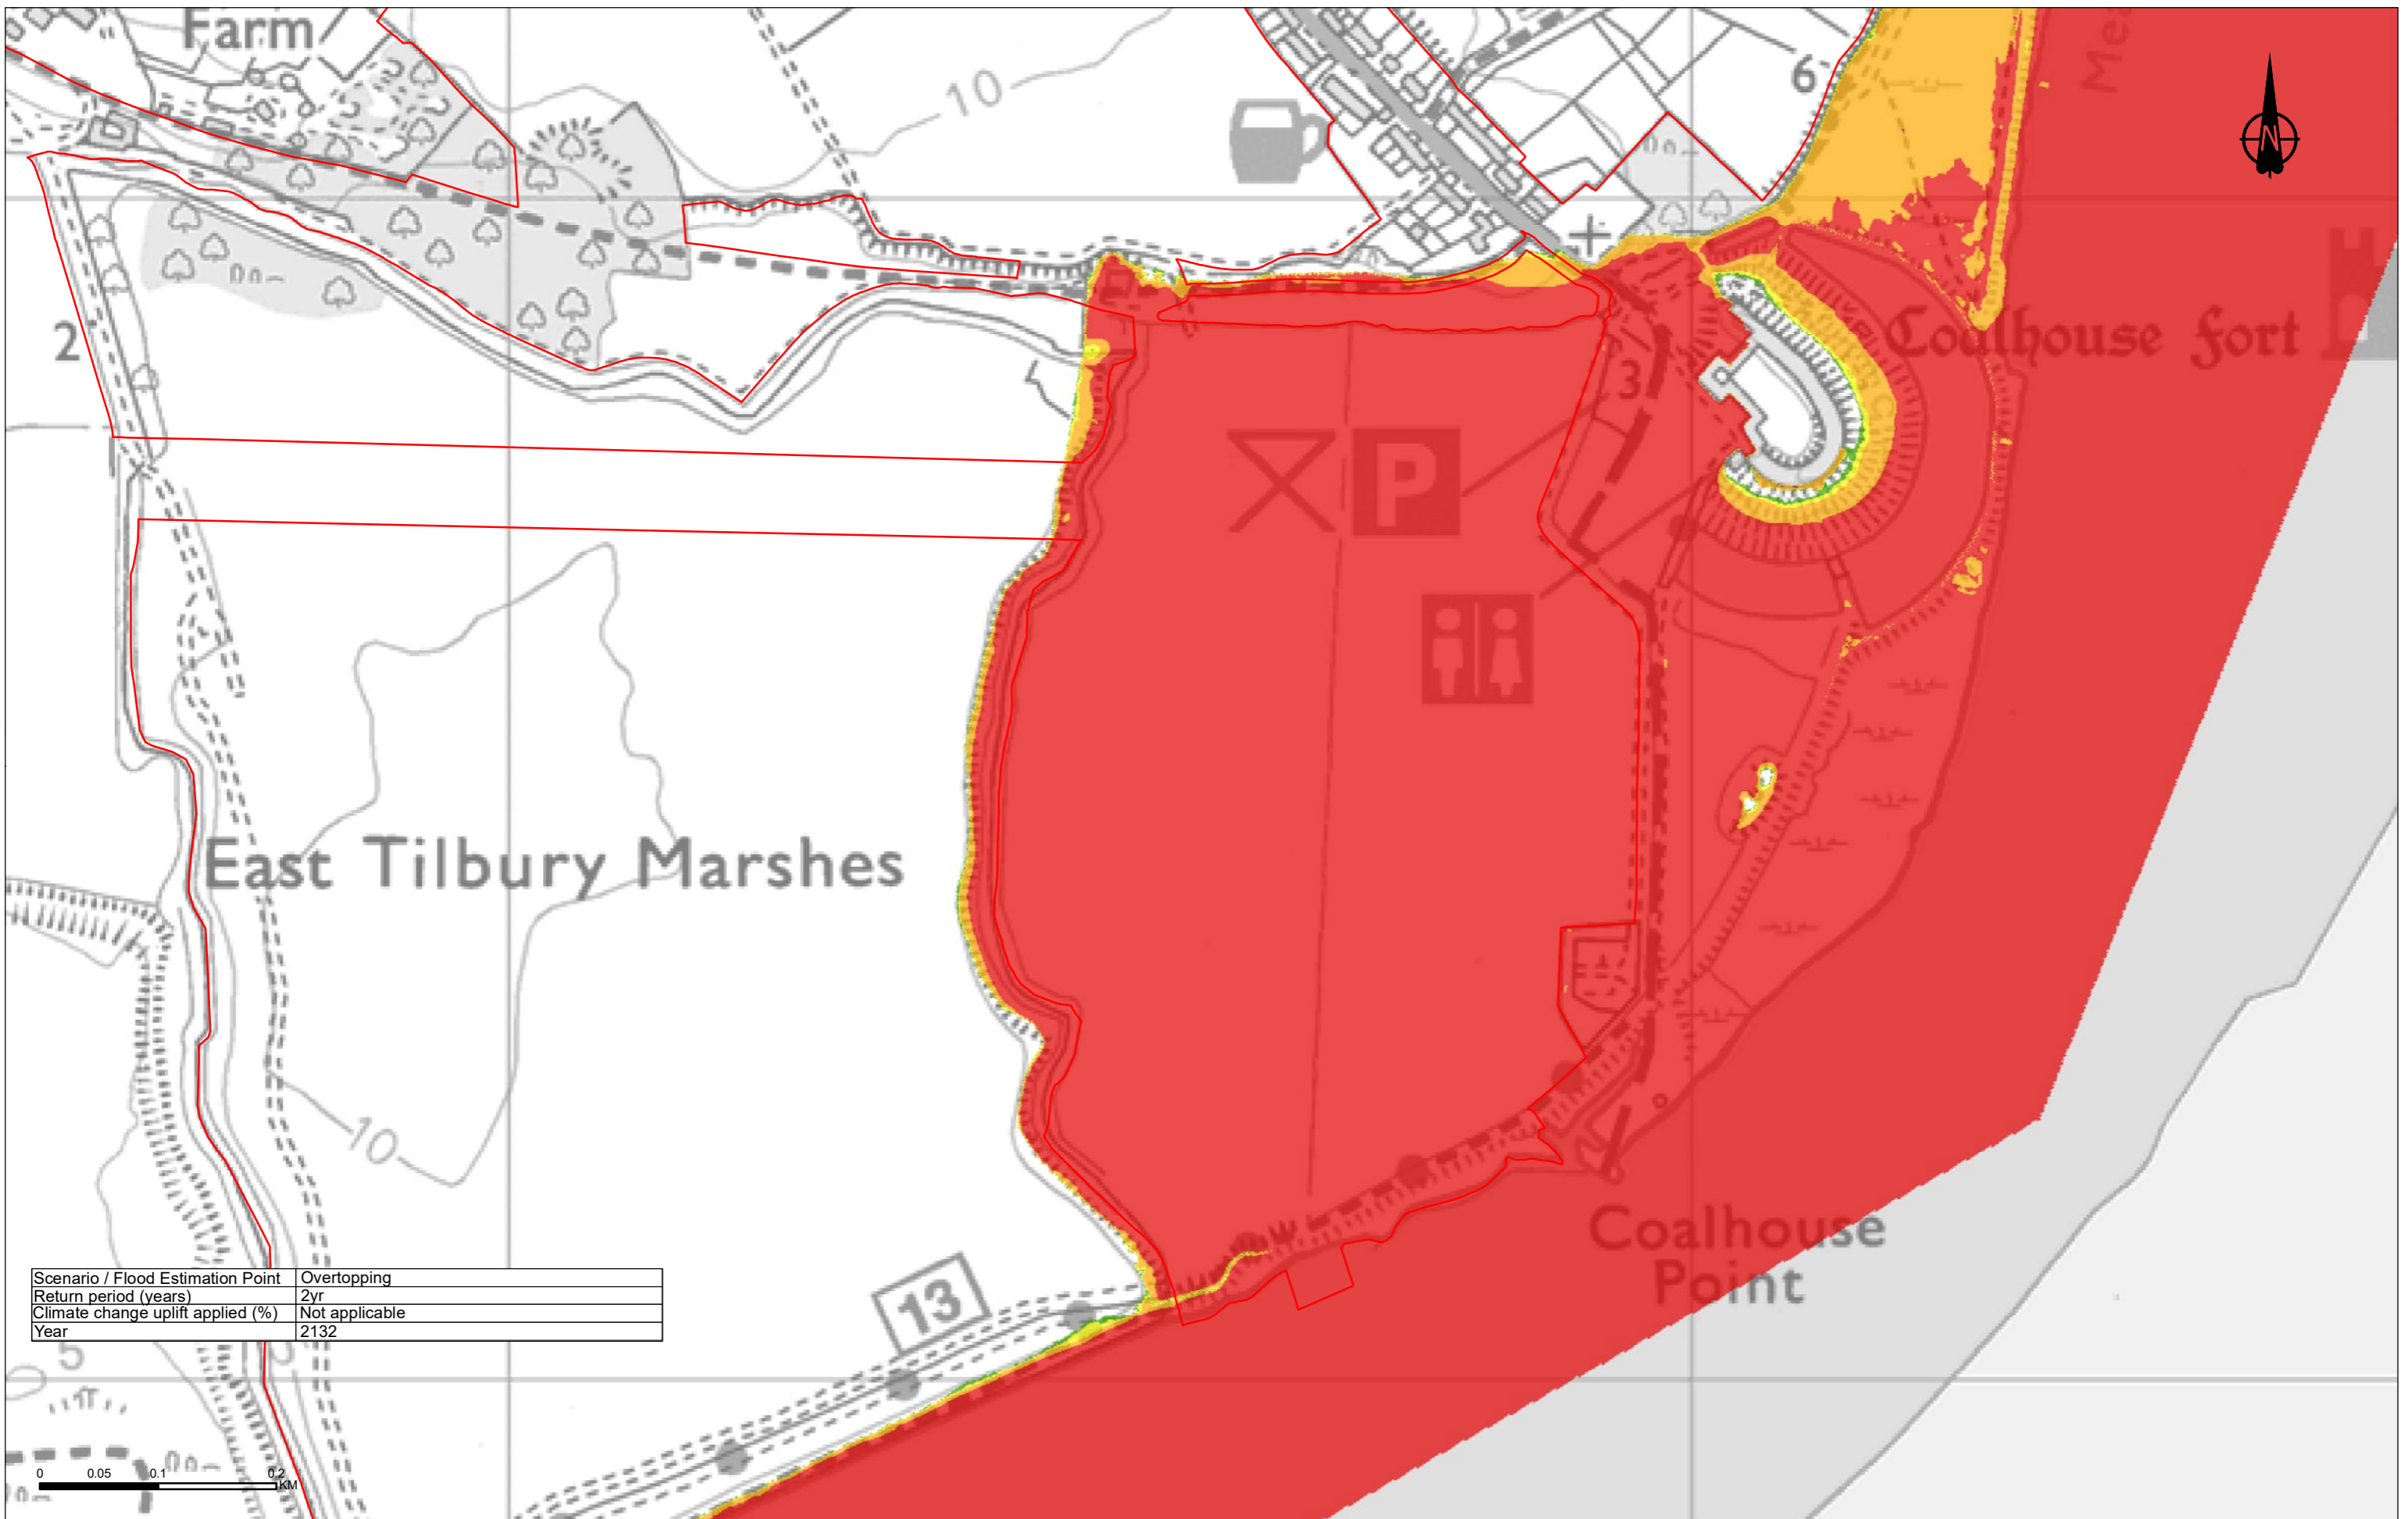 Farm
10
6
Mea
N
2
Coalhouse Fort
3
P
East Tilbury Marshes
10
Coalhouse
Point
13
Scenario / Flood Estimation Point Overtopping
Return period (years) 2yr
Climate change uplift applied (%) Not applicable
Year 2132
5
0 0.05 0.1 0.2
KM